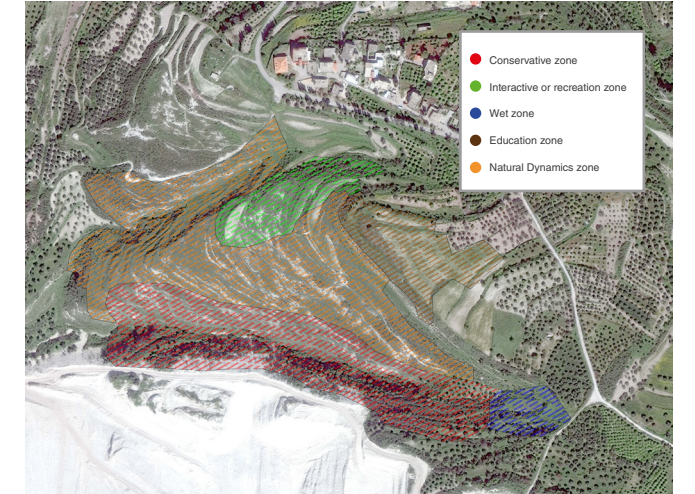 Conservative zone
Interactive or recreation zone
Wet zone
Education zone
Natural Dynamics zone